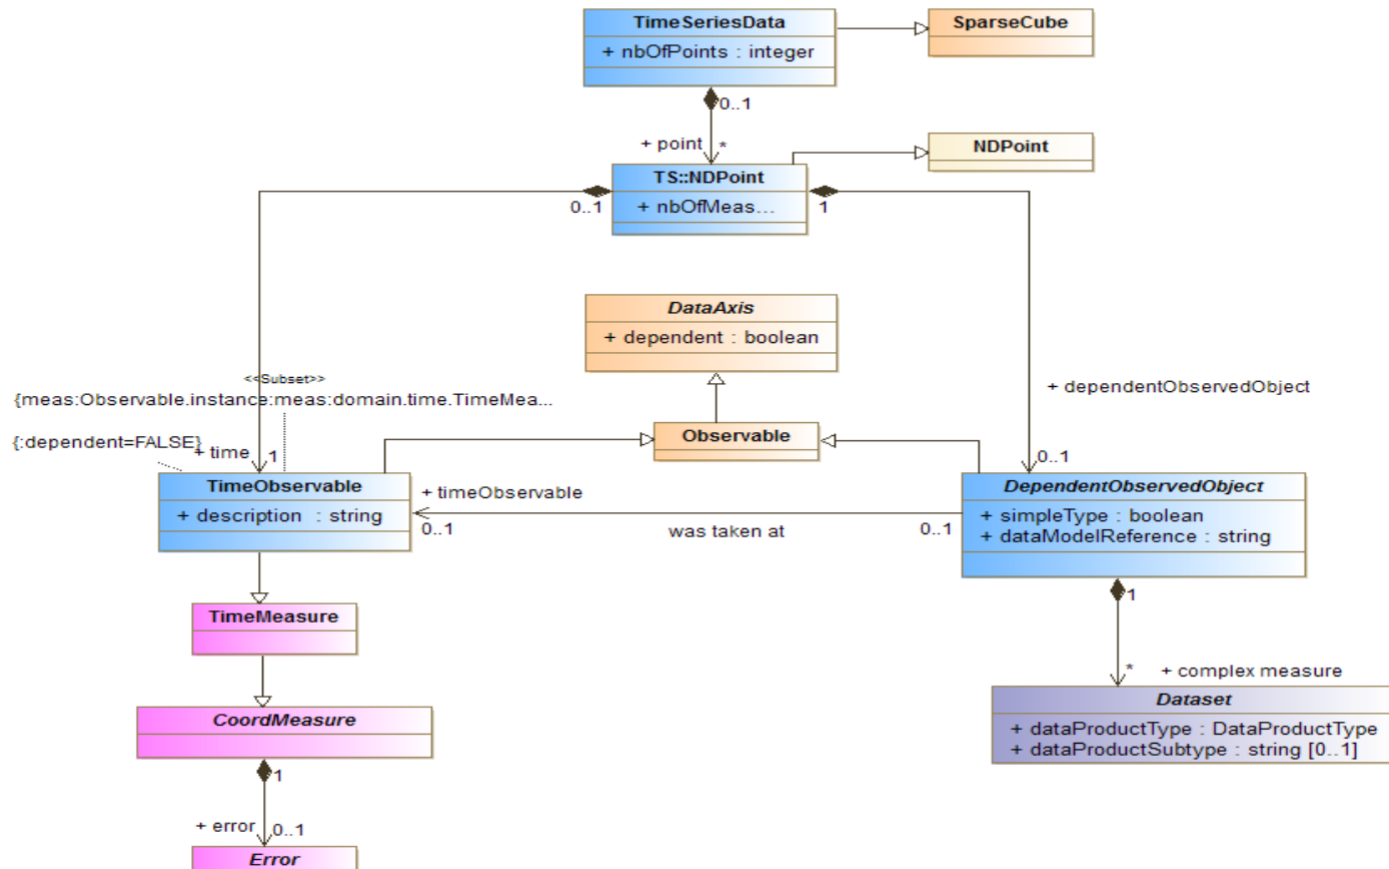 TimeSeriesData
+ nbOfPoints : integer
SparseCube
0..1
+ point
*
NDPoint
TS::NDPoint
+ nbOfMeas...
0..1
1
DataAxis
+ dependent : boolean
<<Subset>>
{meas:Observable.instance:meas:domain.time.TimeMea...
+ dependentObservedObject
{:dependent=FALSE}
+ time
1
Observable
0..1
TimeObservable
+ description : string
+ timeObservable
0..1
was taken at
0..1
DependentObservedObject
+ simpleType : boolean
+ dataModelReference : string
1
TimeMeasure
*
+ complex measure
CoordMeasure
Dataset
+ dataProductType : DataProductType
+ dataProductSubtype : string [0..1]
1
+ error
0..1
Error